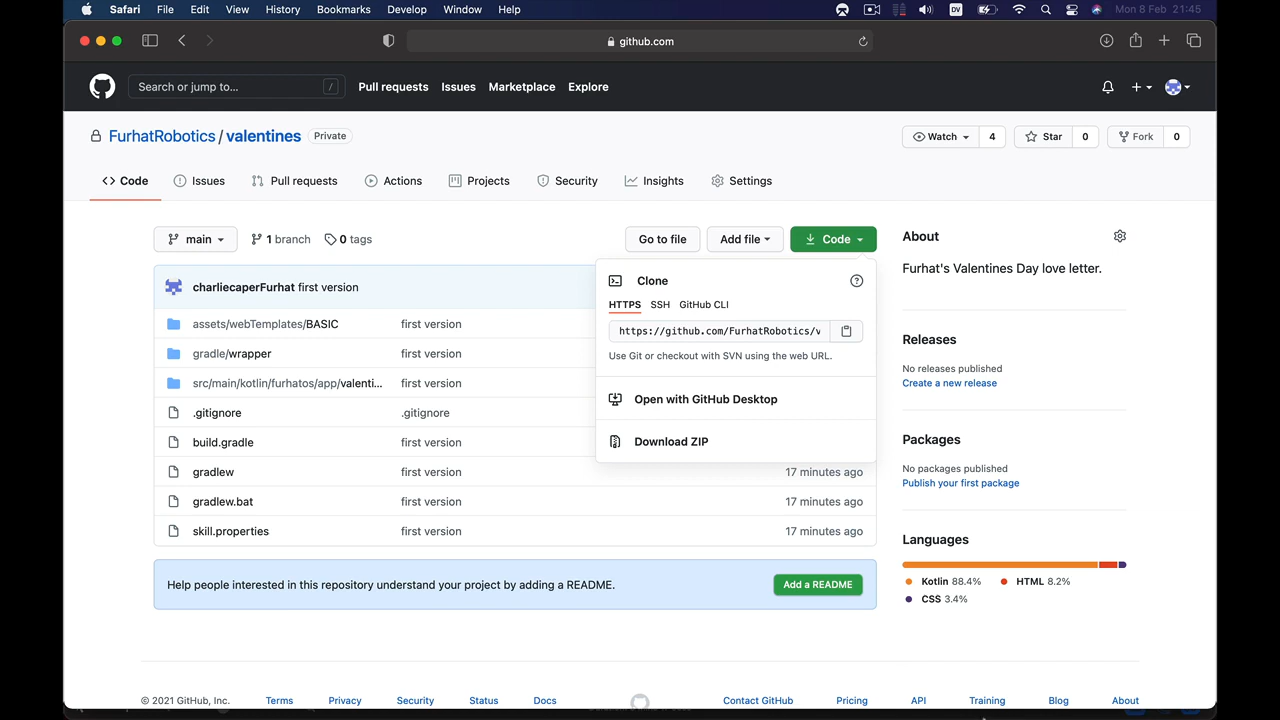 Safari File Edit View History Bookmarks Develop Window Help DV Mon 8 Feb 21:45
github.com
Search or jump to... / Pull requests Issues Marketplace Explore
FurhatRobotics / valentines Private Watch 4 Star 0 Fork 0
Code Issues Pull requests Actions Projects Security Insights Settings
main 1 branch 0 tags Go to file Add file Code
charliecaperFurhat first version
assets/webTemplates/BASIC first version
gradle/wrapper first version
src/main/kotlin/furhatos/app/valenti... first version
.gitignore .gitignore
build.gradle first version
gradlew first version 17 minutes ago
gradlew.bat first version 17 minutes ago
skill.properties first version 17 minutes ago
Clone
HTTPS SSH GitHub CLI
https://github.com/FurhatRobotics/v
Use Git or checkout with SVN using the web URL.
Open with GitHub Desktop
Download ZIP
Help people interested in this repository understand your project by adding a README. Add a README
About
Furhat's Valentines Day love letter.
Releases
No releases published
Create a new release
Packages
No packages published
Publish your first package
Languages
Kotlin 88.4% HTML 8.2%
CSS 3.4%
© 2021 GitHub, Inc. Terms Privacy Security Status Docs Contact GitHub Pricing API Training Blog About